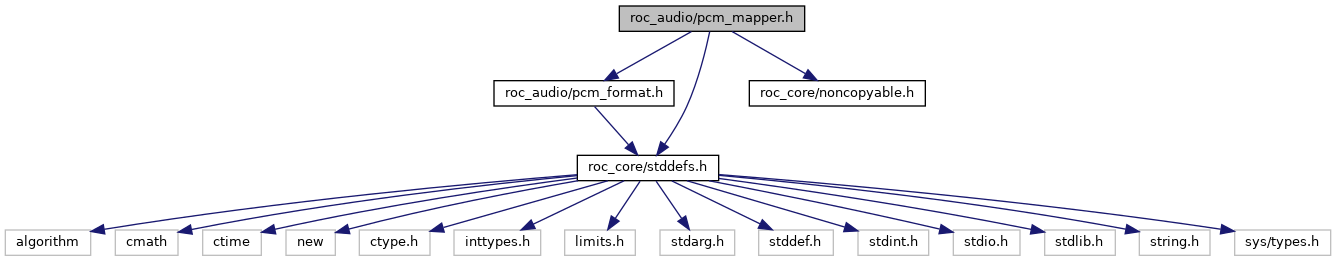 roc_audio/pcm_mapper.h
roc_audio/pcm_format.h
roc_core/noncopyable.h
roc_core/stddefs.h
algorithm
cmath
ctime
new
ctype.h
inttypes.h
limits.h
stdarg.h
stddef.h
stdint.h
stdio.h
stdlib.h
string.h
sys/types.h